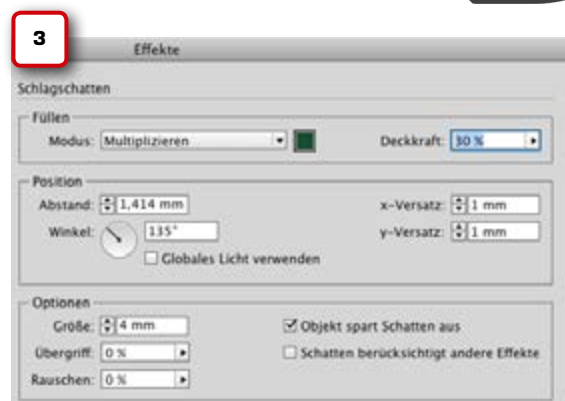 3
Effekte
Schlagschatten
Füllen
Modus: Multiplizieren Deckkraft: 30 %
Position
Abstand: 1,414 mm x-Versatz: 1 mm
Winkel: 135° y-Versatz: 1 mm
Globales Licht verwenden
Optionen
Größe: 4 mm Objekt spart Schatten aus
Übergriff: 0 % Schatten berücksichtigt andere Effekte
Rauschen: 0 %